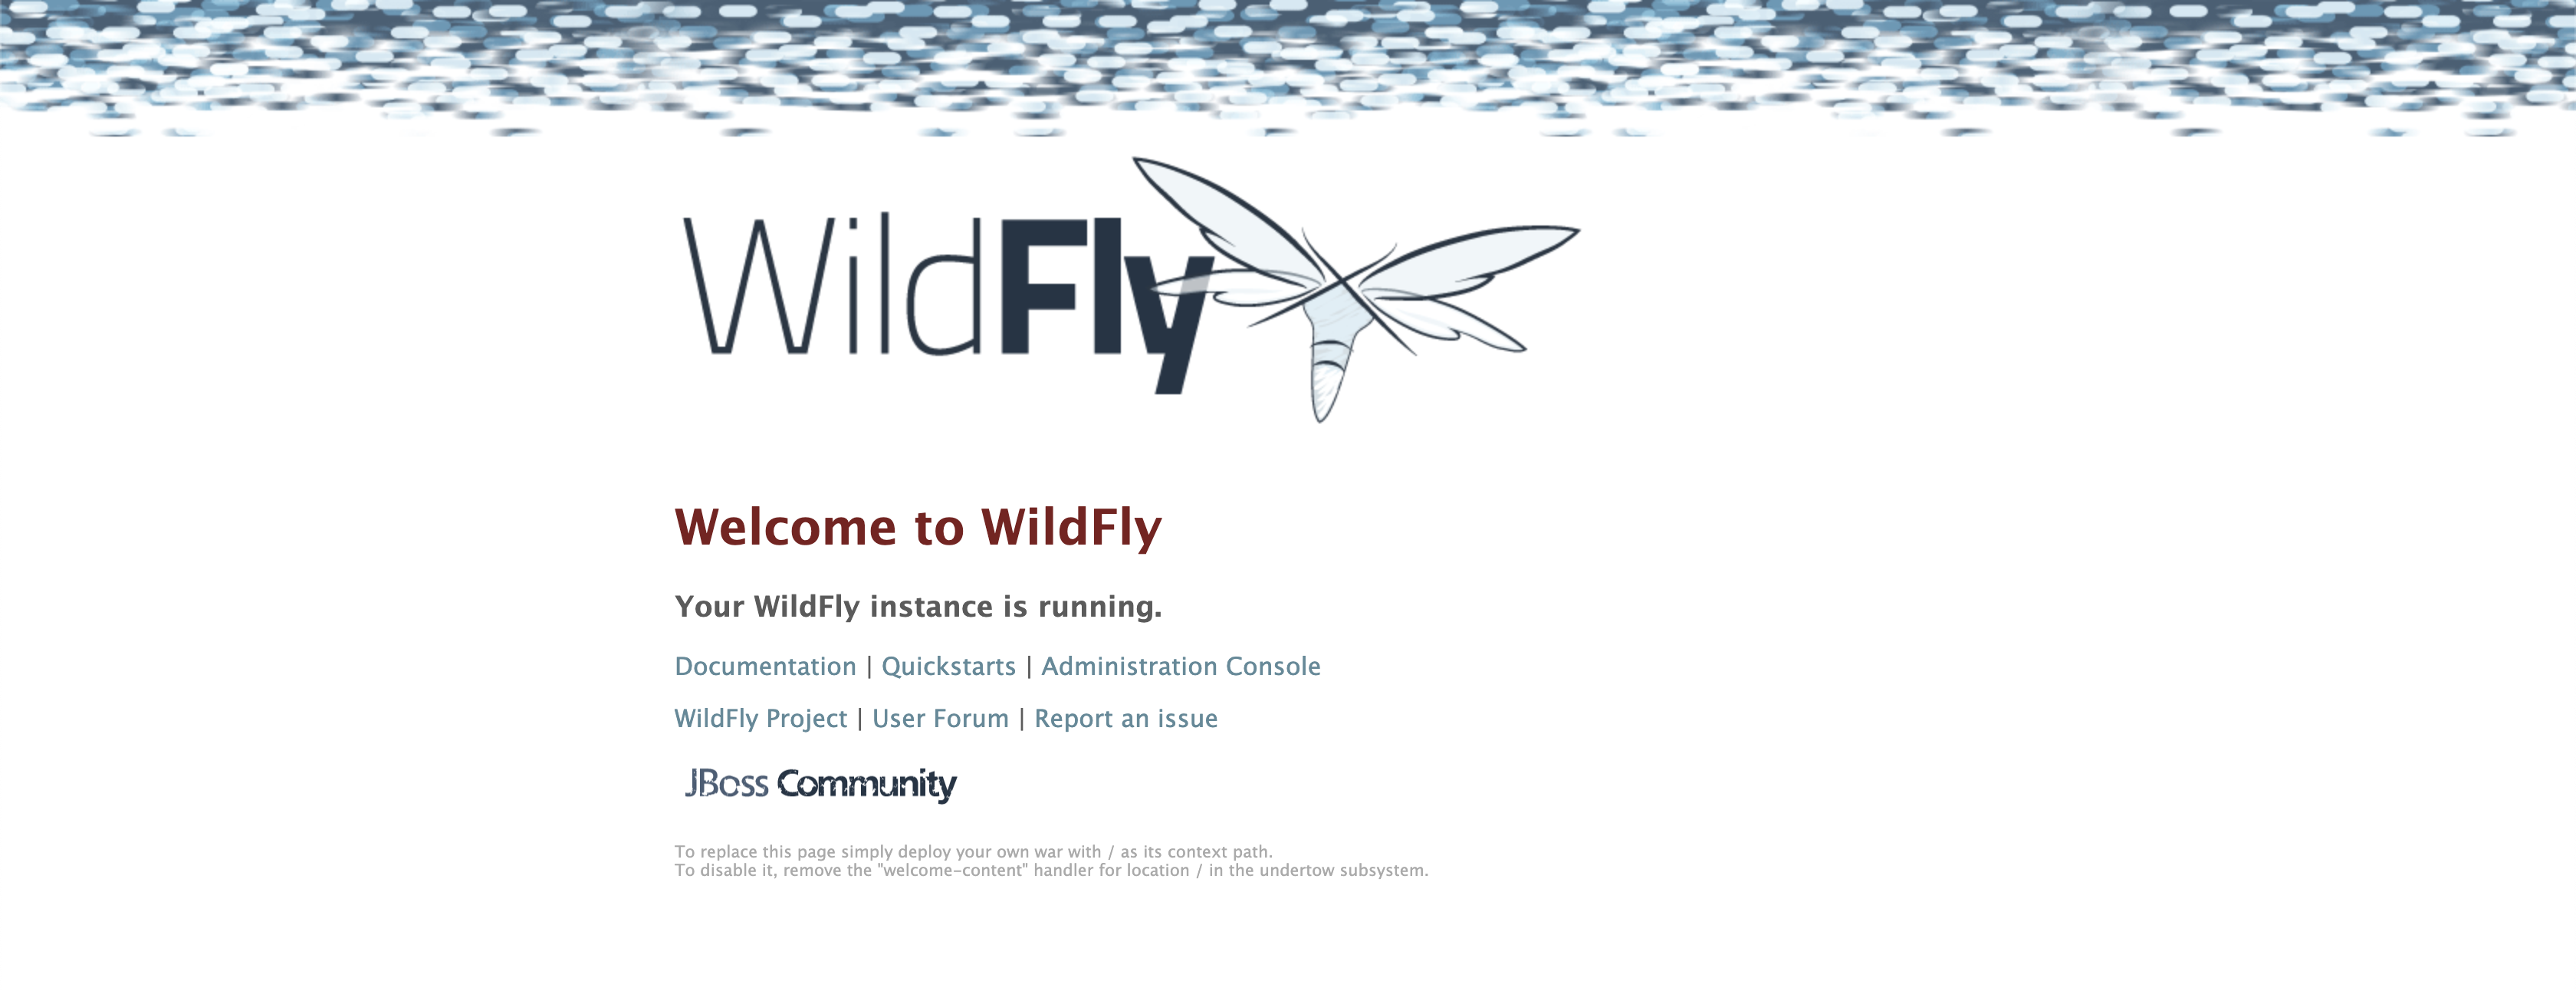 WildFly
Welcome to WildFly
Your WildFly instance is running.
Documentation | Quickstarts | Administration Console
WildFly Project | User Forum | Report an issue
JBoss Community
To replace this page simply deploy your own war with / as its context path.
To disable it, remove the "welcome-content" handler for location / in the undertow subsystem.